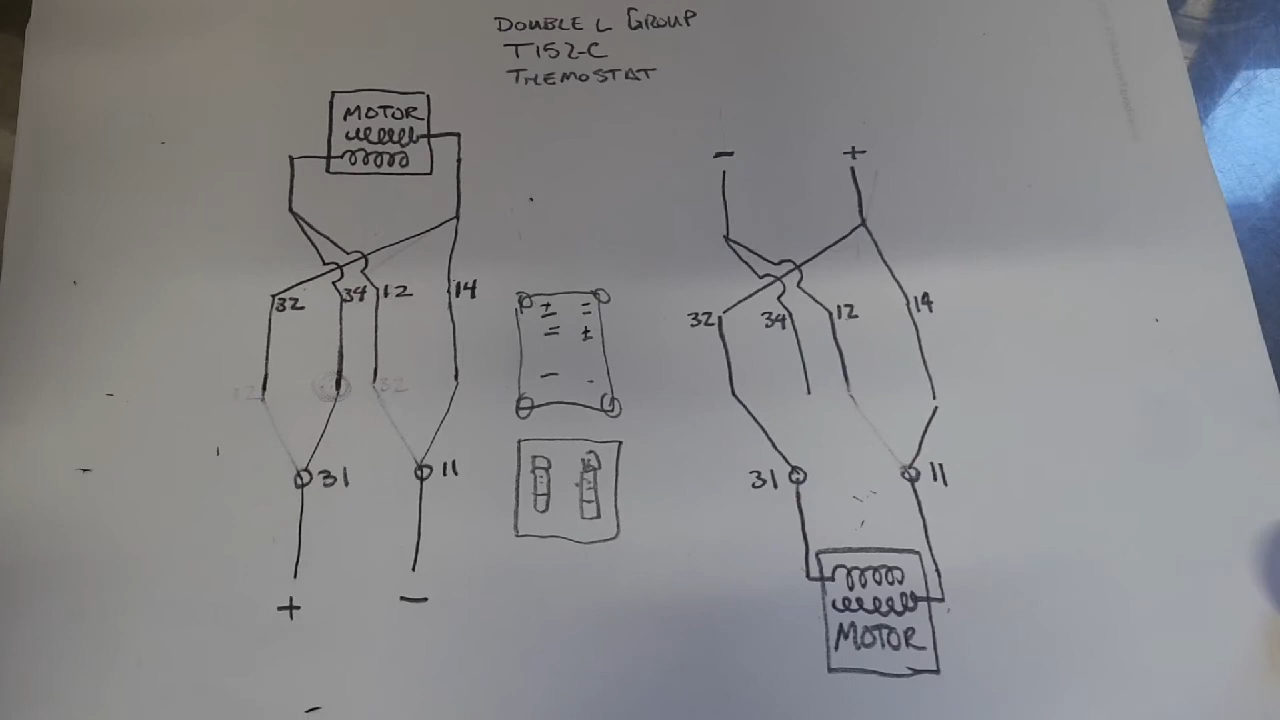 DOUBLE L GROUP
T152-C
THEMOSTAT
MOTOR
- +
32 34 12 14
32 34 12 14
± =
= ±
- -
31 11
31 11
+ -
MOTOR